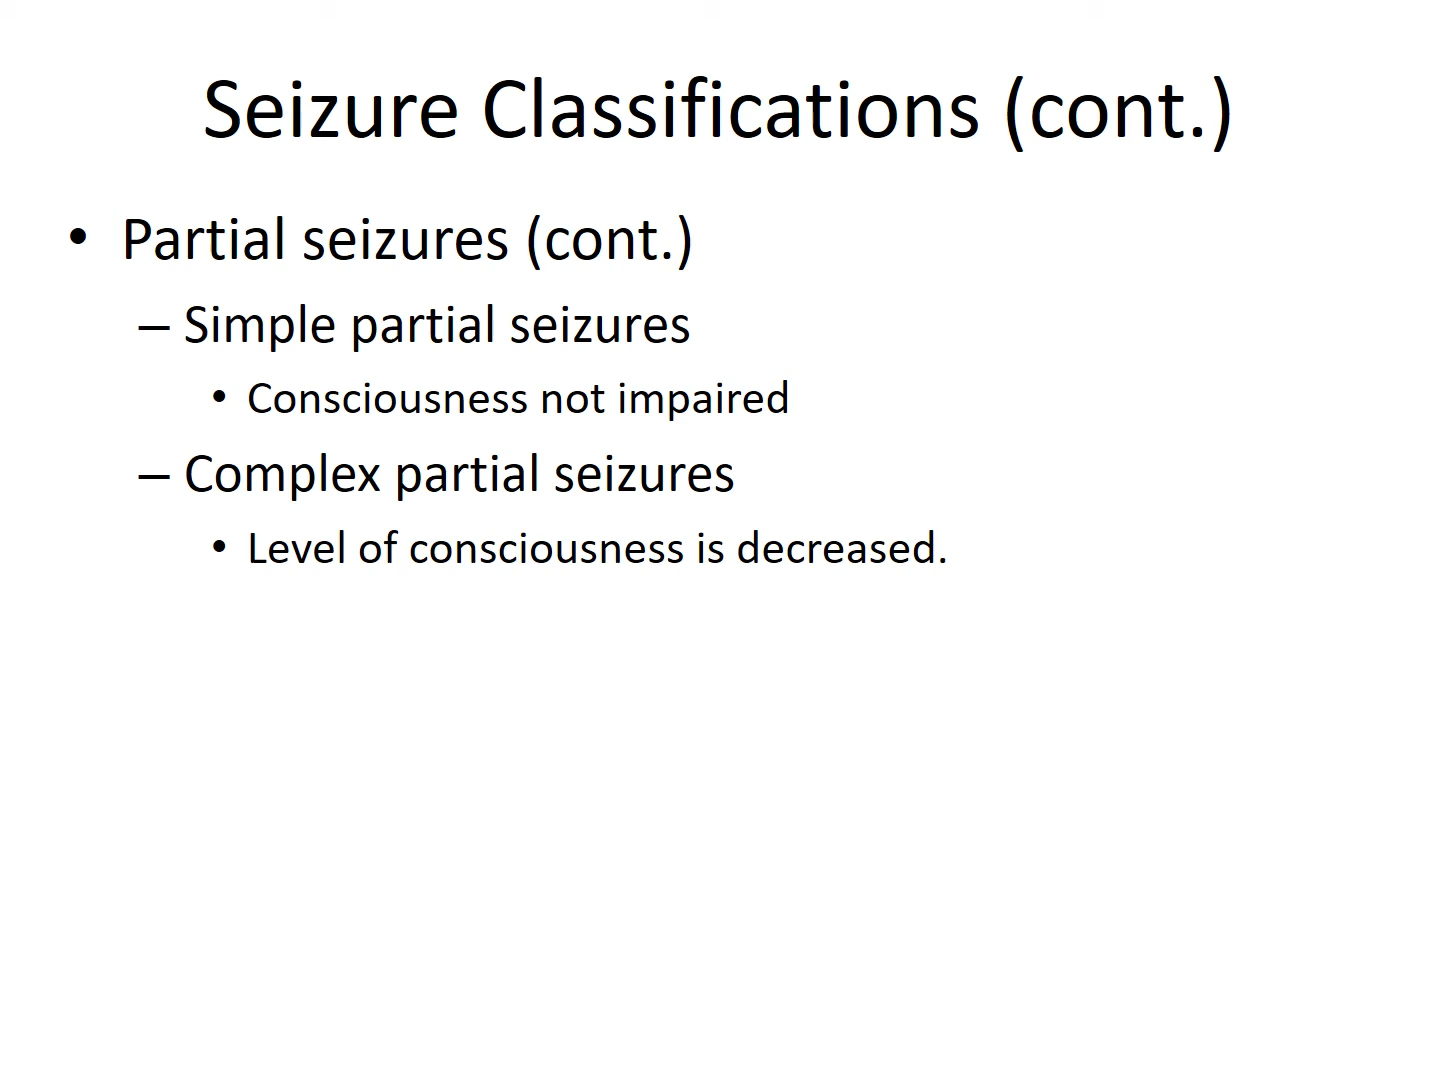 Seizure Classifications (cont.)
• Partial seizures (cont.)
– Simple partial seizures
• Consciousness not impaired
– Complex partial seizures
• Level of consciousness is decreased.